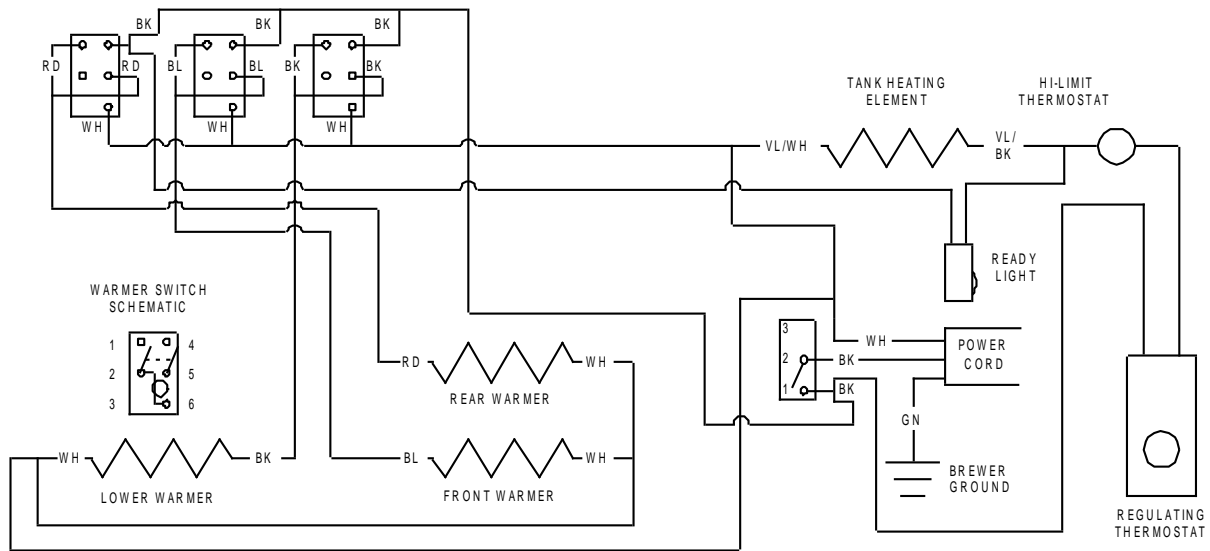 BK
BK
BK
RD
RD
BL
BL
BK
BK
WH
WH
WH
TANK HEATING
ELEMENT
HI-LIMIT
THERMOSTAT
VL/WH
VL/
BK
READY
LIGHT
WARMER SWITCH
SCHEMATIC
1
4
2
5
3
6
3
2
1
WH
BK
BK
POWER
CORD
GN
RD
WH
REAR WARMER
WH
BK
LOWER WARMER
BL
WH
FRONT WARMER
BREWER
GROUND
REGULATING
THERMOSTAT